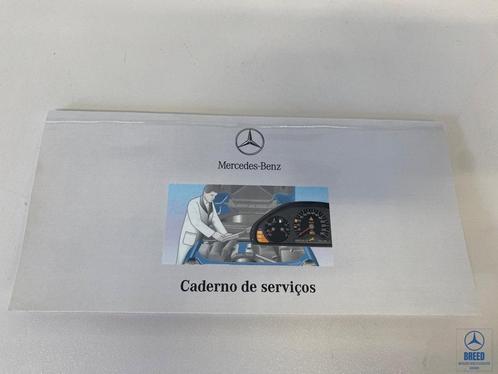 Mercedes-Benz
Caderno de serviços
BREED